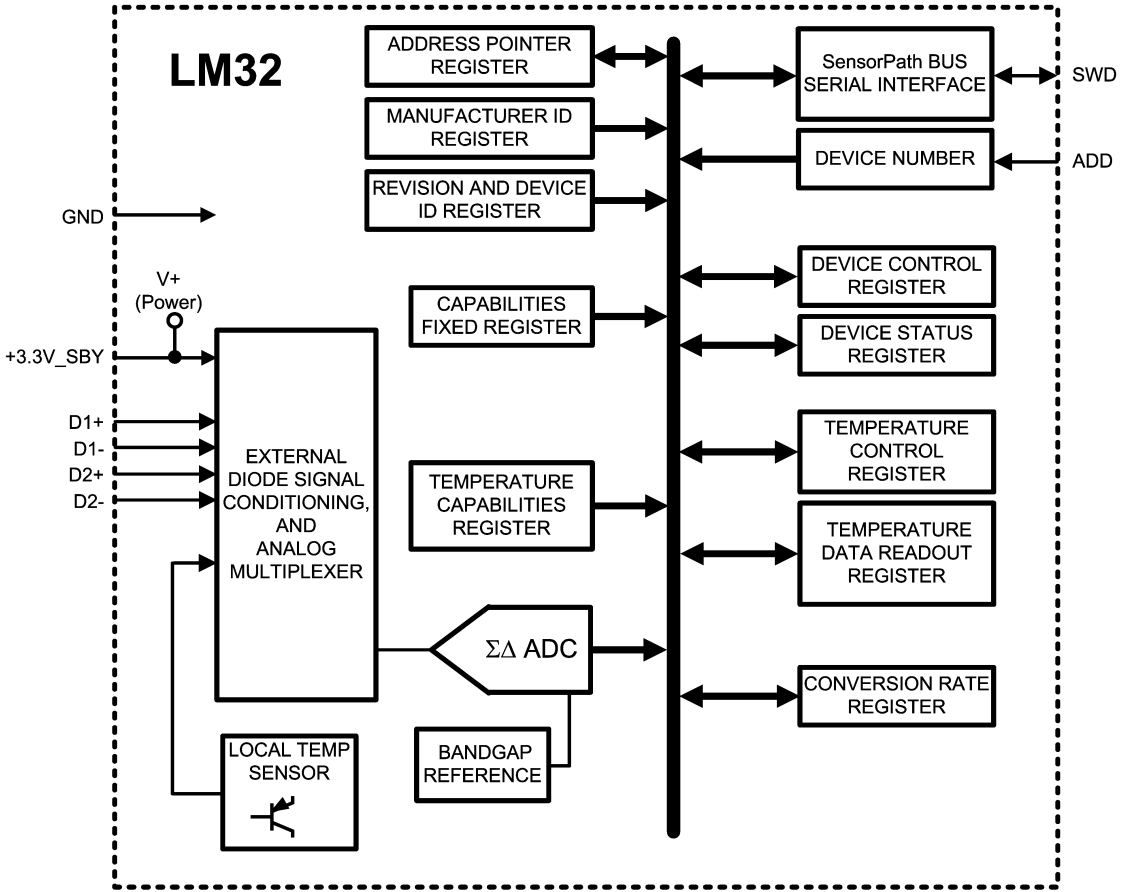 LM32
ADDRESS POINTER
REGISTER
MANUFACTURER ID
REGISTER
REVISION AND DEVICE
ID REGISTER
SensorPath BUS
SERIAL INTERFACE
SWD
DEVICE NUMBER
ADD
GND
V+
(Power)
+3.3V_SBY
D1+
D1-
D2+
D2-
EXTERNAL
DIODE SIGNAL
CONDITIONING,
AND
ANALOG
MULTIPLEXER
CAPABILITIES
FIXED REGISTER
DEVICE CONTROL
REGISTER
DEVICE STATUS
REGISTER
TEMPERATURE
CAPABILITIES
REGISTER
TEMPERATURE
CONTROL
REGISTER
TEMPERATURE
DATA READOUT
REGISTER
ΣΔ ADC
CONVERSION RATE
REGISTER
LOCAL TEMP
SENSOR
BANDGAP
REFERENCE